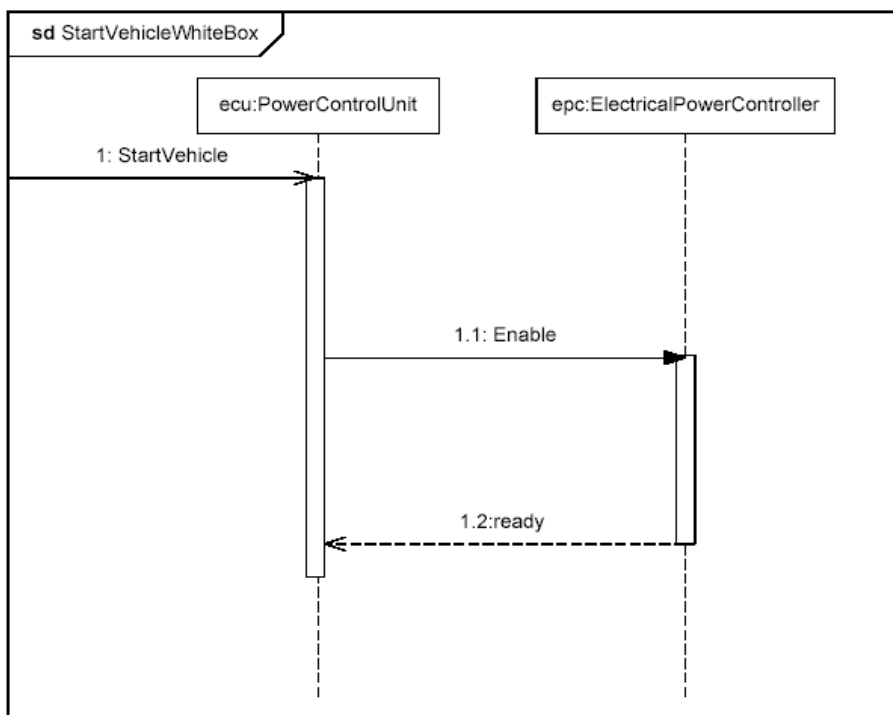 sd StartVehicleWhiteBox
ecu:PowerControlUnit
epc:ElectricalPowerController
1: StartVehicle
1.1: Enable
1.2:ready